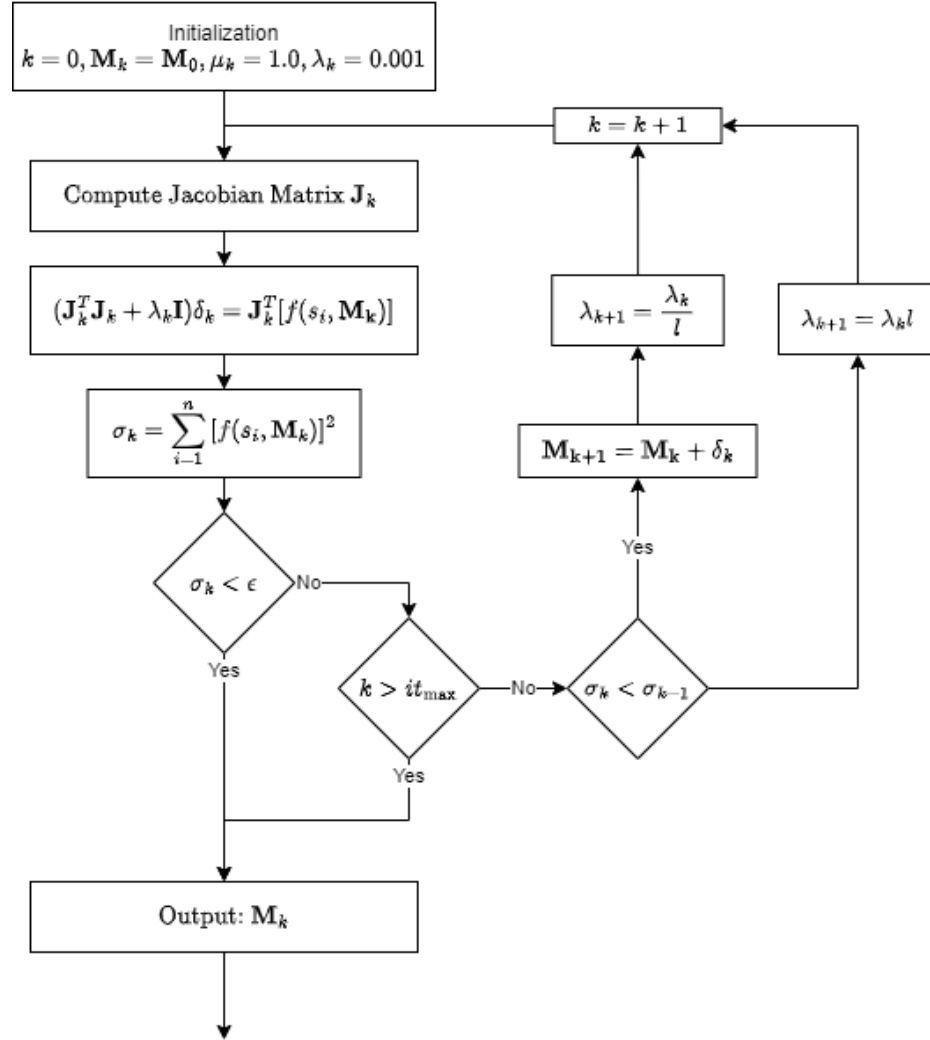 Initialization
k = 0, M_k = M_0, μ_k = 1.0, λ_k = 0.001
k = k + 1
Compute Jacobian Matrix J_k
(J_k^T J_k + λ_k I)δ_k = J_k^T[f(s_i, M_k)]
λ_{k+1} = λ_k / l
λ_{k+1} = λ_k l
σ_k = ∑_{i-1}^{n} [f(s_i, M_k)]^2
M_{k+1} = M_k + δ_k
Yes
σ_k < ϵ
No
Yes
k > it_max
No
σ_k < σ_{k-1}
Yes
Output: M_k